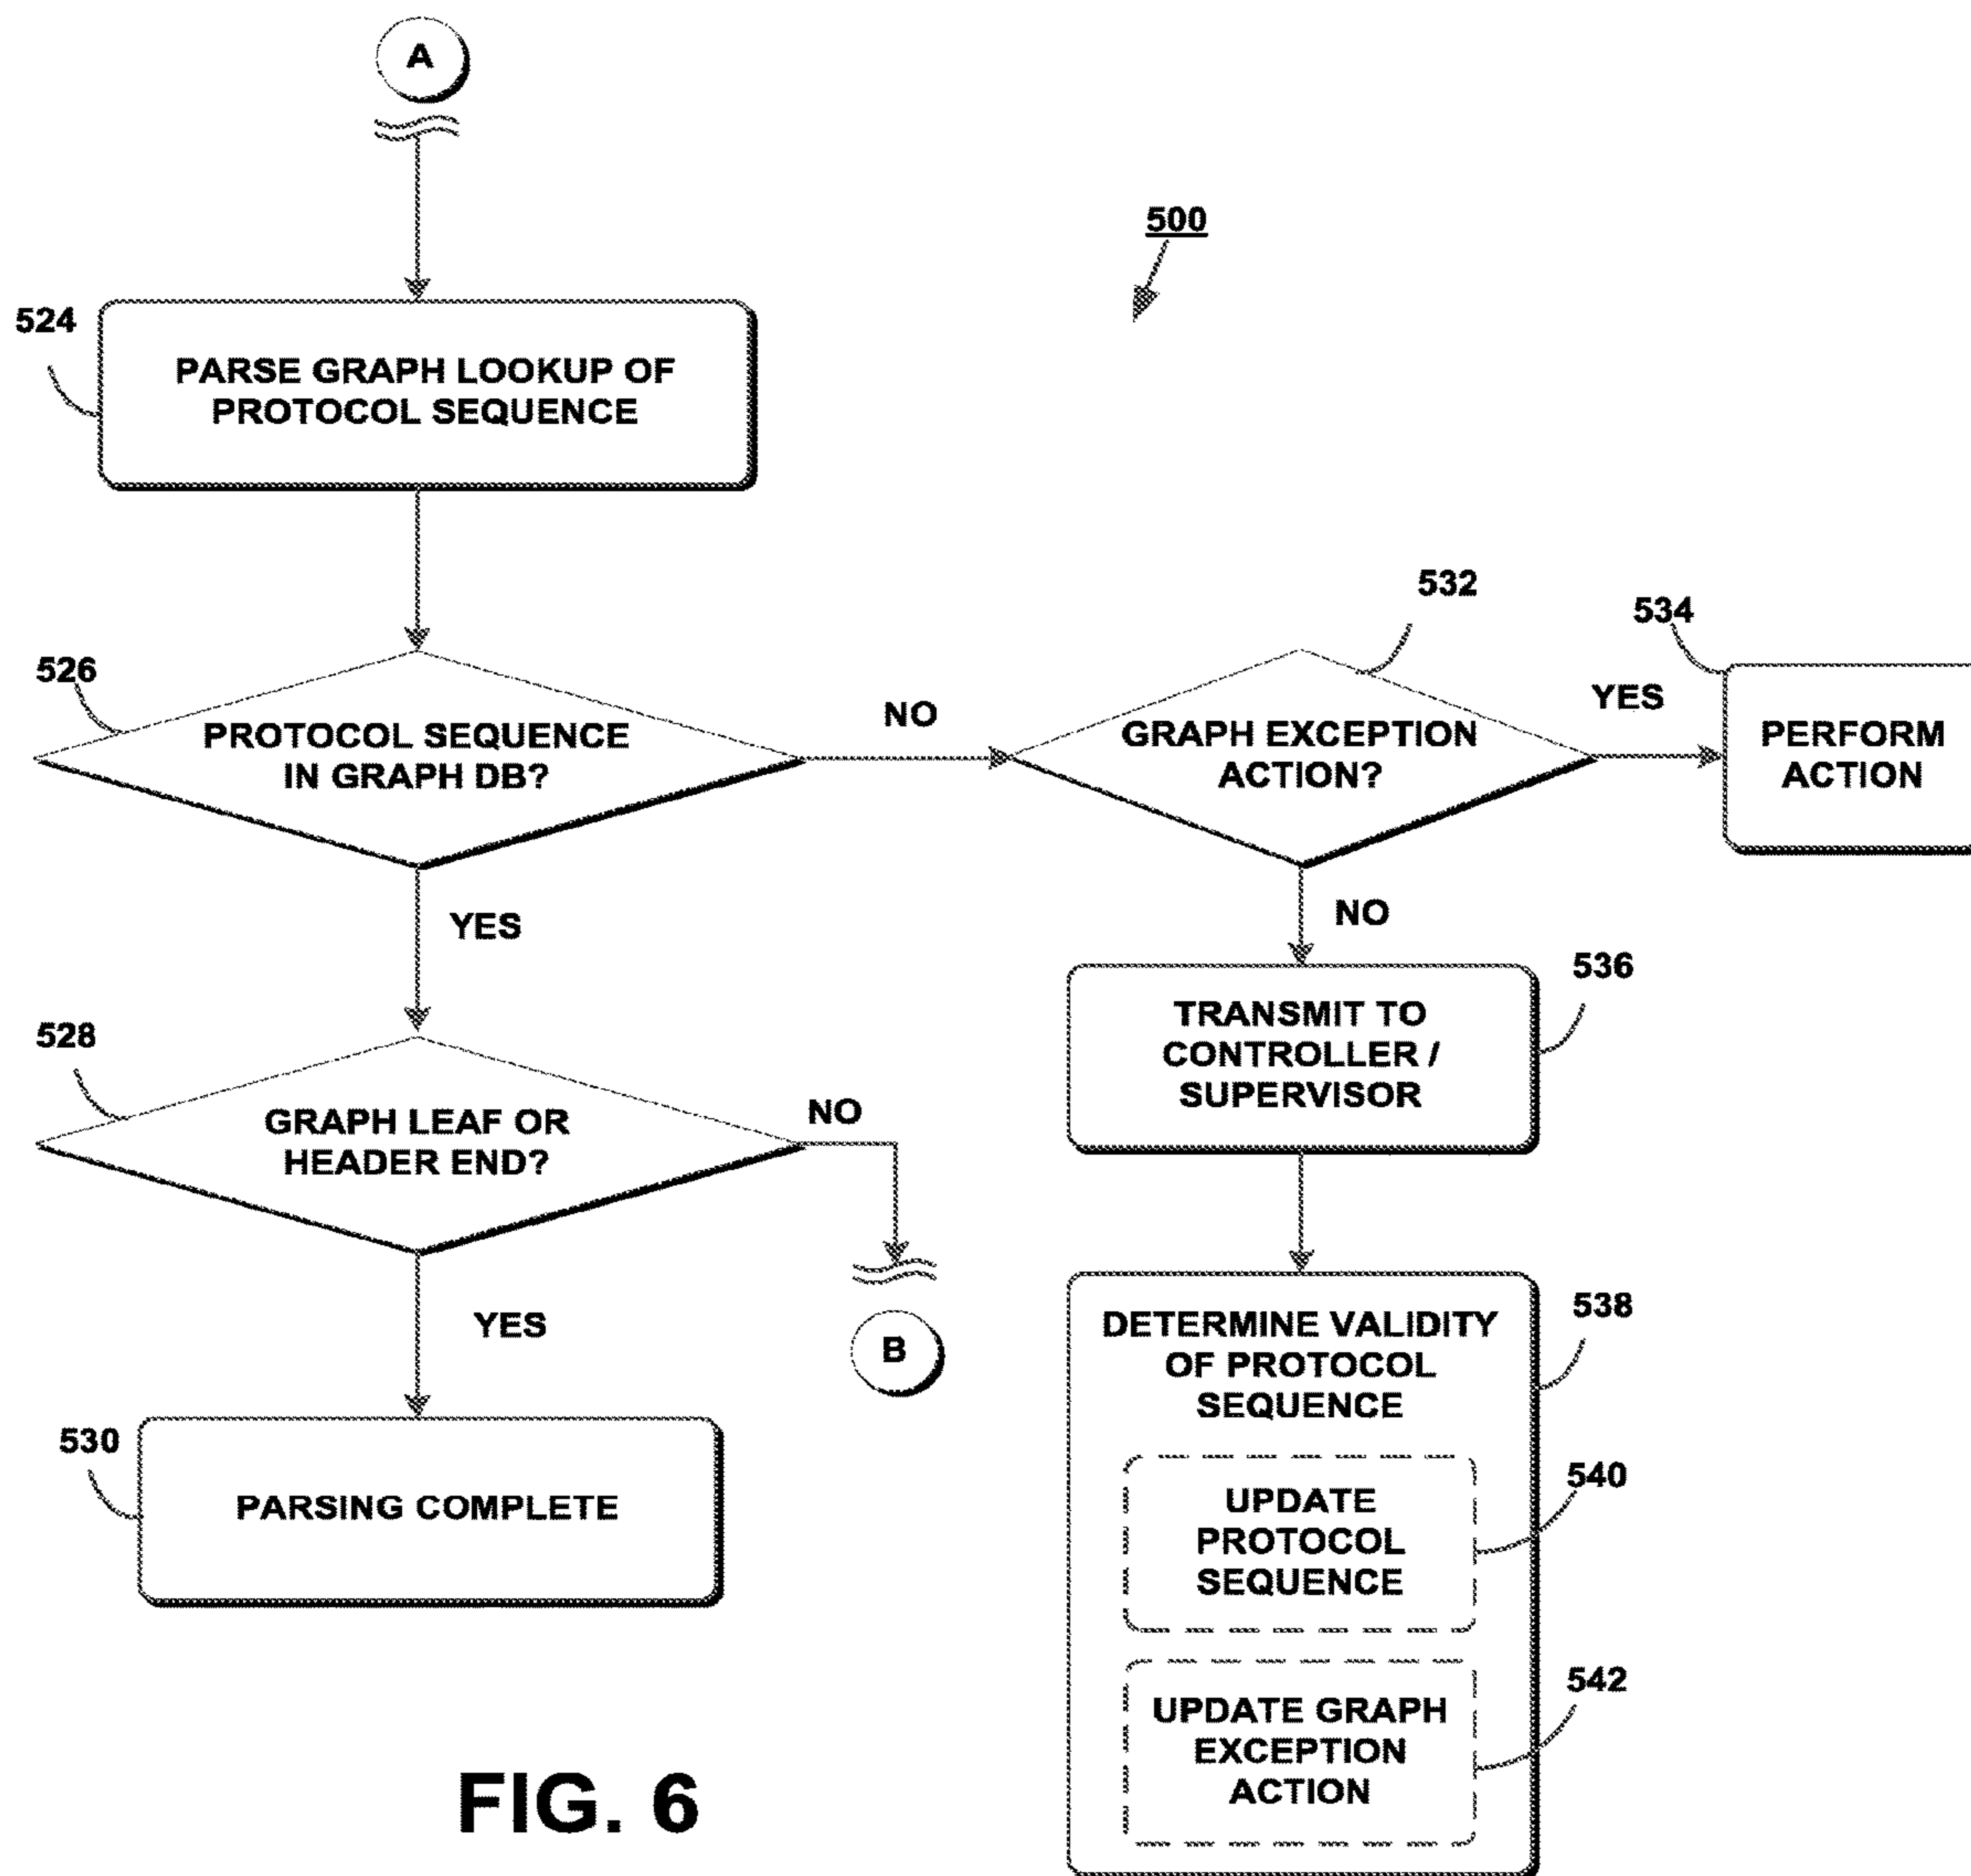 A
500
524
PARSE GRAPH LOOKUP OF
PROTOCOL SEQUENCE
526
PROTOCOL SEQUENCE
IN GRAPH DB?
NO
532
GRAPH EXCEPTION
ACTION?
YES
534
PERFORM
ACTION
YES
NO
528
GRAPH LEAF OR
HEADER END?
NO
B
YES
530
PARSING COMPLETE
536
TRANSMIT TO
CONTROLLER /
SUPERVISOR
538
DETERMINE VALIDITY
OF PROTOCOL
SEQUENCE
540
UPDATE
PROTOCOL
SEQUENCE
542
UPDATE GRAPH
EXCEPTION
ACTION
FIG. 6